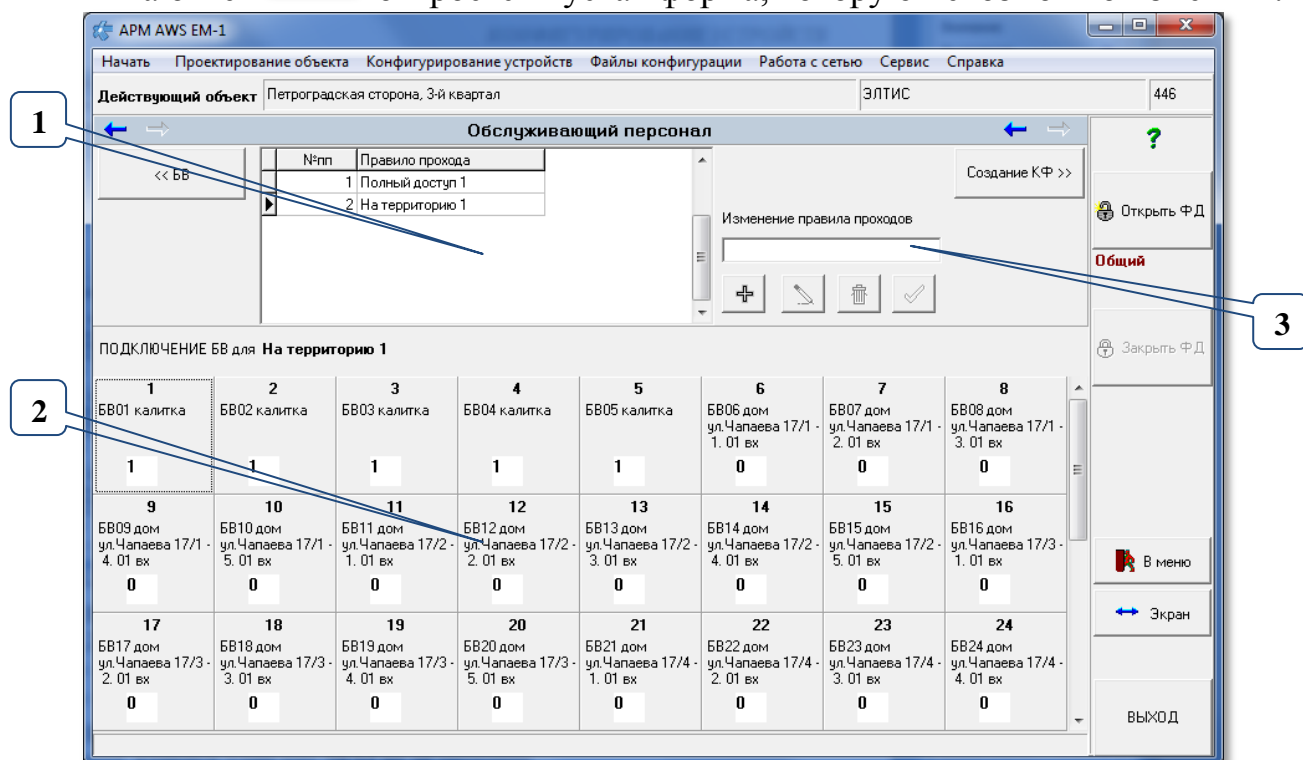 APM AWS EM-1
Начать Проектирование объекта Конфигурирование устройств Файлы конфигурации Работа с сетью Сервис Справка
Действующий объект Петроградская сторона, 3-й квартал ЭЛТИС 446
1
Обслуживающий персонал
?
<< БВ
№пп Правило прохода
1 Полный доступ 1
2 На территорию 1
Создание КФ >>
Изменение правила проходов
Открыть ФД
Общий
3
ПОДКЛЮЧЕНИЕ БВ для На территорию 1
Закрыть ФД
2
1 2 3 4 5 6 7 8
БВ01 калитка БВ02 калитка БВ03 калитка БВ04 калитка БВ05 калитка БВ06 дом БВ07 дом БВ08 дом
ул.Чапаева 17/1 - ул.Чапаева 17/1 - ул.Чапаева 17/1 -
1. 01 вх 2. 01 вх 3. 01 вх
1 1 1 1 1 0 0 0
9 10 11 12 13 14 15 16
БВ09 дом БВ10 дом БВ11 дом БВ12 дом БВ13 дом БВ14 дом БВ15 дом БВ16 дом
ул.Чапаева 17/1 - ул.Чапаева 17/1 - ул.Чапаева 17/2 - ул.Чапаева 17/2 - ул.Чапаева 17/2 - ул.Чапаева 17/2 - ул.Чапаева 17/2 - ул.Чапаева 17/3 -
4. 01 вх 5. 01 вх 1. 01 вх 2. 01 вх 3. 01 вх 4. 01 вх 5. 01 вх 1. 01 вх
0 0 0 0 0 0 0 0
В меню
Экран
17 18 19 20 21 22 23 24
БВ17 дом БВ18 дом БВ19 дом БВ20 дом БВ21 дом БВ22 дом БВ23 дом БВ24 дом
ул.Чапаева 17/3 - ул.Чапаева 17/3 - ул.Чапаева 17/3 - ул.Чапаева 17/3 - ул.Чапаева 17/4 - ул.Чапаева 17/4 - ул.Чапаева 17/4 - ул.Чапаева 17/4 -
2. 01 вх 3. 01 вх 4. 01 вх 5. 01 вх 1. 01 вх 2. 01 вх 3. 01 вх 4. 01 вх
0 0 0 0 0 0 0 0
ВЫХОД